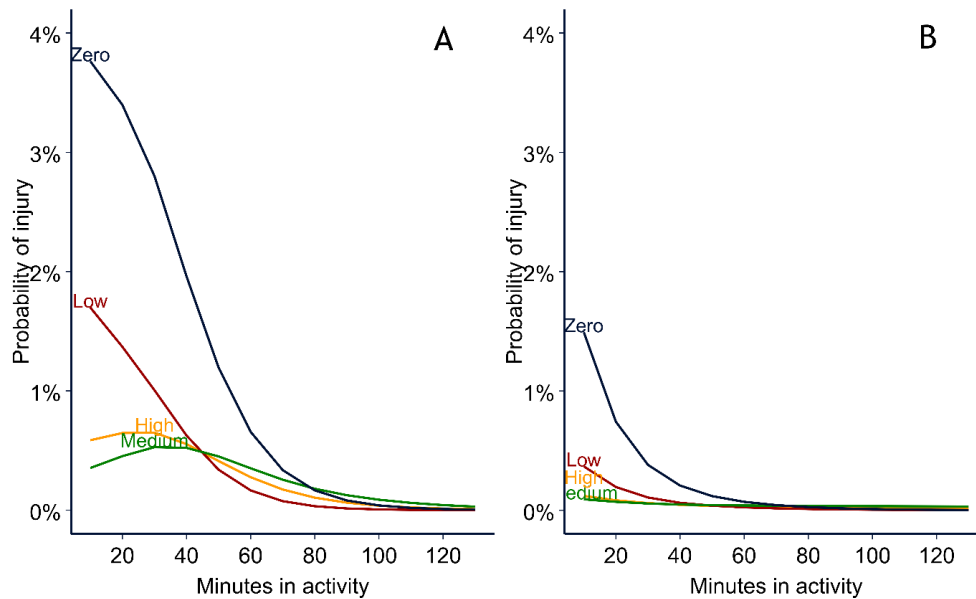 A
4%
Zero
3%
2%
Low
1%
High
Medium
0%
Probability of injury
20 40 60 80 100 120
Minutes in activity
B
4%
3%
2%
Zero
1%
Low
High
edium
0%
Probability of injury
20 40 60 80 100 120
Minutes in activity